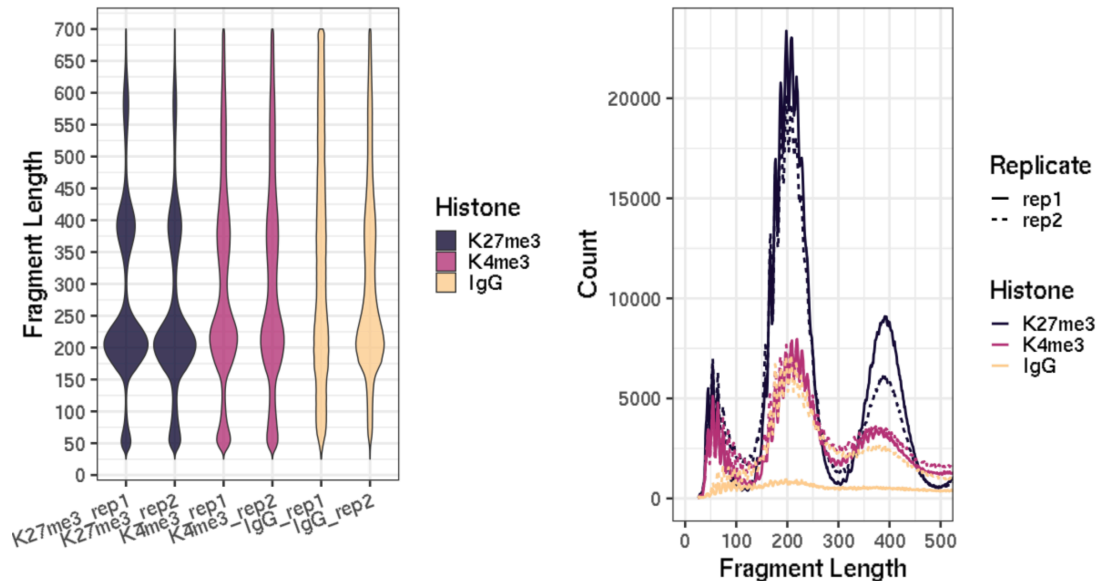 Fragment Length
700
650
600
550
500
450
400
350
300
250
200
150
100
50
0
K27me3_rep1
K27me3_rep2
K4me3_rep1
K4me3_rep2
IgG_rep1
IgG_rep2
Histone
K27me3
K4me3
IgG
Count
20000
15000
10000
5000
0
0 100 200 300 400 500
Fragment Length
Replicate
rep1
rep2
Histone
K27me3
K4me3
IgG